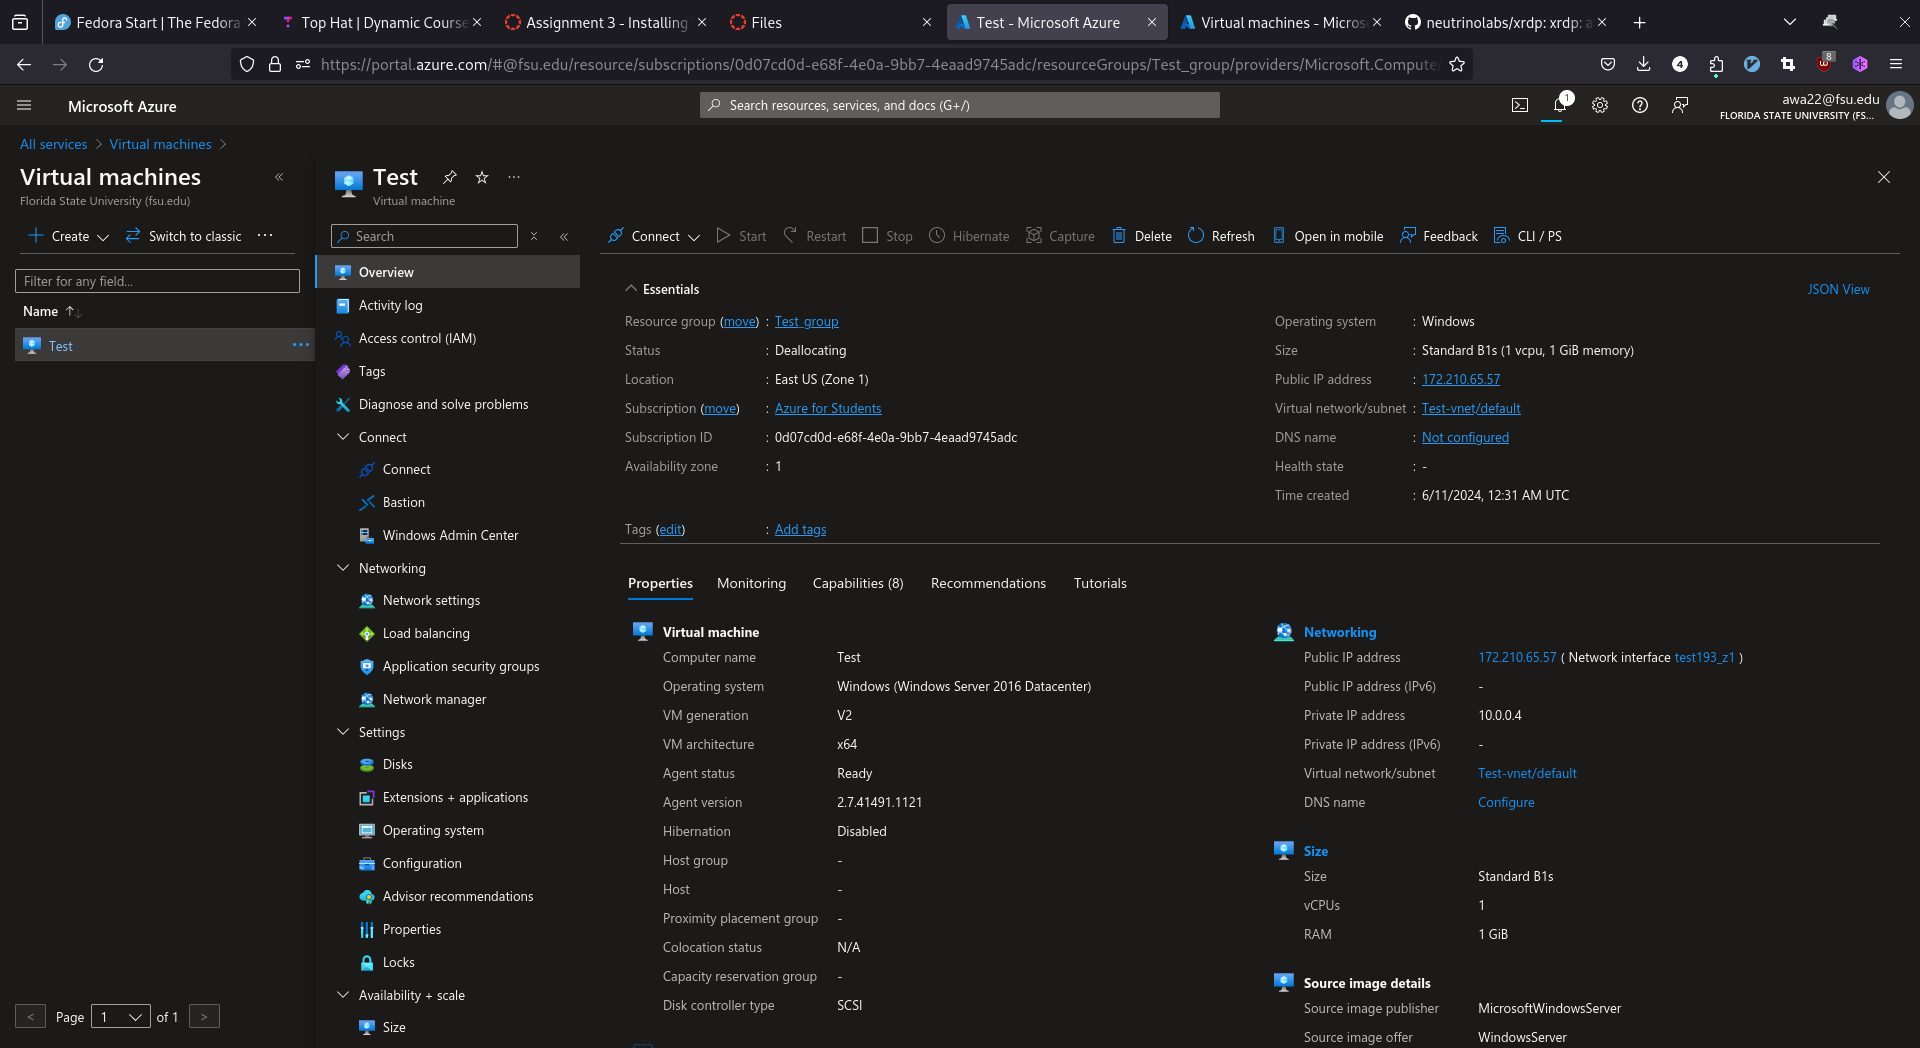 Fedora Start | The Fedora
Top Hat | Dynamic Course
Assignment 3 - Installing
Files
Test - Microsoft Azure
Virtual machines - Micros
neutrinolabs/xrdp: xrdp: a
https://portal.azure.com/#@fsu.edu/resource/subscriptions/0d07cd0d-e68f-4e0a-9bb7-4eaad9745adc/resourceGroups/Test_group/providers/Microsoft.Compute/
4
8
Microsoft Azure
Search resources, services, and docs (G+/)
1
awa22@fsu.edu
FLORIDA STATE UNIVERSITY (FS...
All services > Virtual machines >
Virtual machines
Florida State University (fsu.edu)
Create
Switch to classic
Filter for any field...
Name
Test
< Page 1 of 1 >
Test
Virtual machine
Search
Overview
Activity log
Access control (IAM)
Tags
Diagnose and solve problems
Connect
Connect
Bastion
Windows Admin Center
Networking
Network settings
Load balancing
Application security groups
Network manager
Settings
Disks
Extensions + applications
Operating system
Configuration
Advisor recommendations
Properties
Locks
Availability + scale
Size
Connect Start Restart Stop Hibernate Capture Delete Refresh Open in mobile Feedback CLI / PS
Essentials
JSON View
Resource group (move) : Test_group
Status : Deallocating
Location : East US (Zone 1)
Subscription (move) : Azure for Students
Subscription ID : 0d07cd0d-e68f-4e0a-9bb7-4eaad9745adc
Availability zone : 1
Operating system : Windows
Size : Standard B1s (1 vcpu, 1 GiB memory)
Public IP address : 172.210.65.57
Virtual network/subnet : Test-vnet/default
DNS name : Not configured
Health state : -
Time created : 6/11/2024, 12:31 AM UTC
Tags (edit) : Add tags
Properties Monitoring Capabilities (8) Recommendations Tutorials
Virtual machine
Computer name Test
Operating system Windows (Windows Server 2016 Datacenter)
VM generation V2
VM architecture x64
Agent status Ready
Agent version 2.7.41491.1121
Hibernation Disabled
Host group -
Host -
Proximity placement group -
Colocation status N/A
Capacity reservation group -
Disk controller type SCSI
Networking
Public IP address 172.210.65.57 ( Network interface test193_z1 )
Public IP address (IPv6) -
Private IP address 10.0.0.4
Private IP address (IPv6) -
Virtual network/subnet Test-vnet/default
DNS name Configure
Size
Size Standard B1s
vCPUs 1
RAM 1 GiB
Source image details
Source image publisher MicrosoftWindowsServer
Source image offer WindowsServer